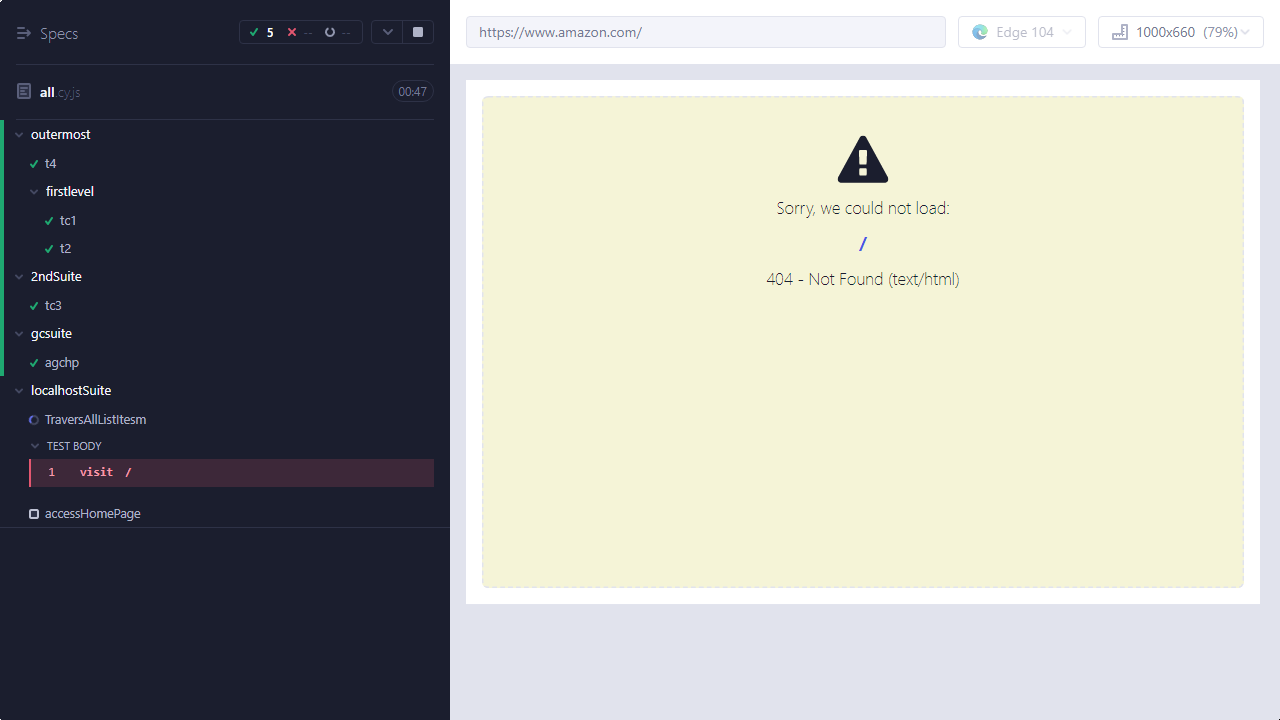 Specs
5
--
--
all.cy.js
00:47
outermost
t4
firstlevel
tc1
t2
2ndSuite
tc3
gcsuite
agchp
localhostSuite
TraversAllListItesm
TEST BODY
1 visit /
accessHomePage
https://www.amazon.com/
Edge 104
1000x660 (79%)
Sorry, we could not load:
/
404 - Not Found (text/html)